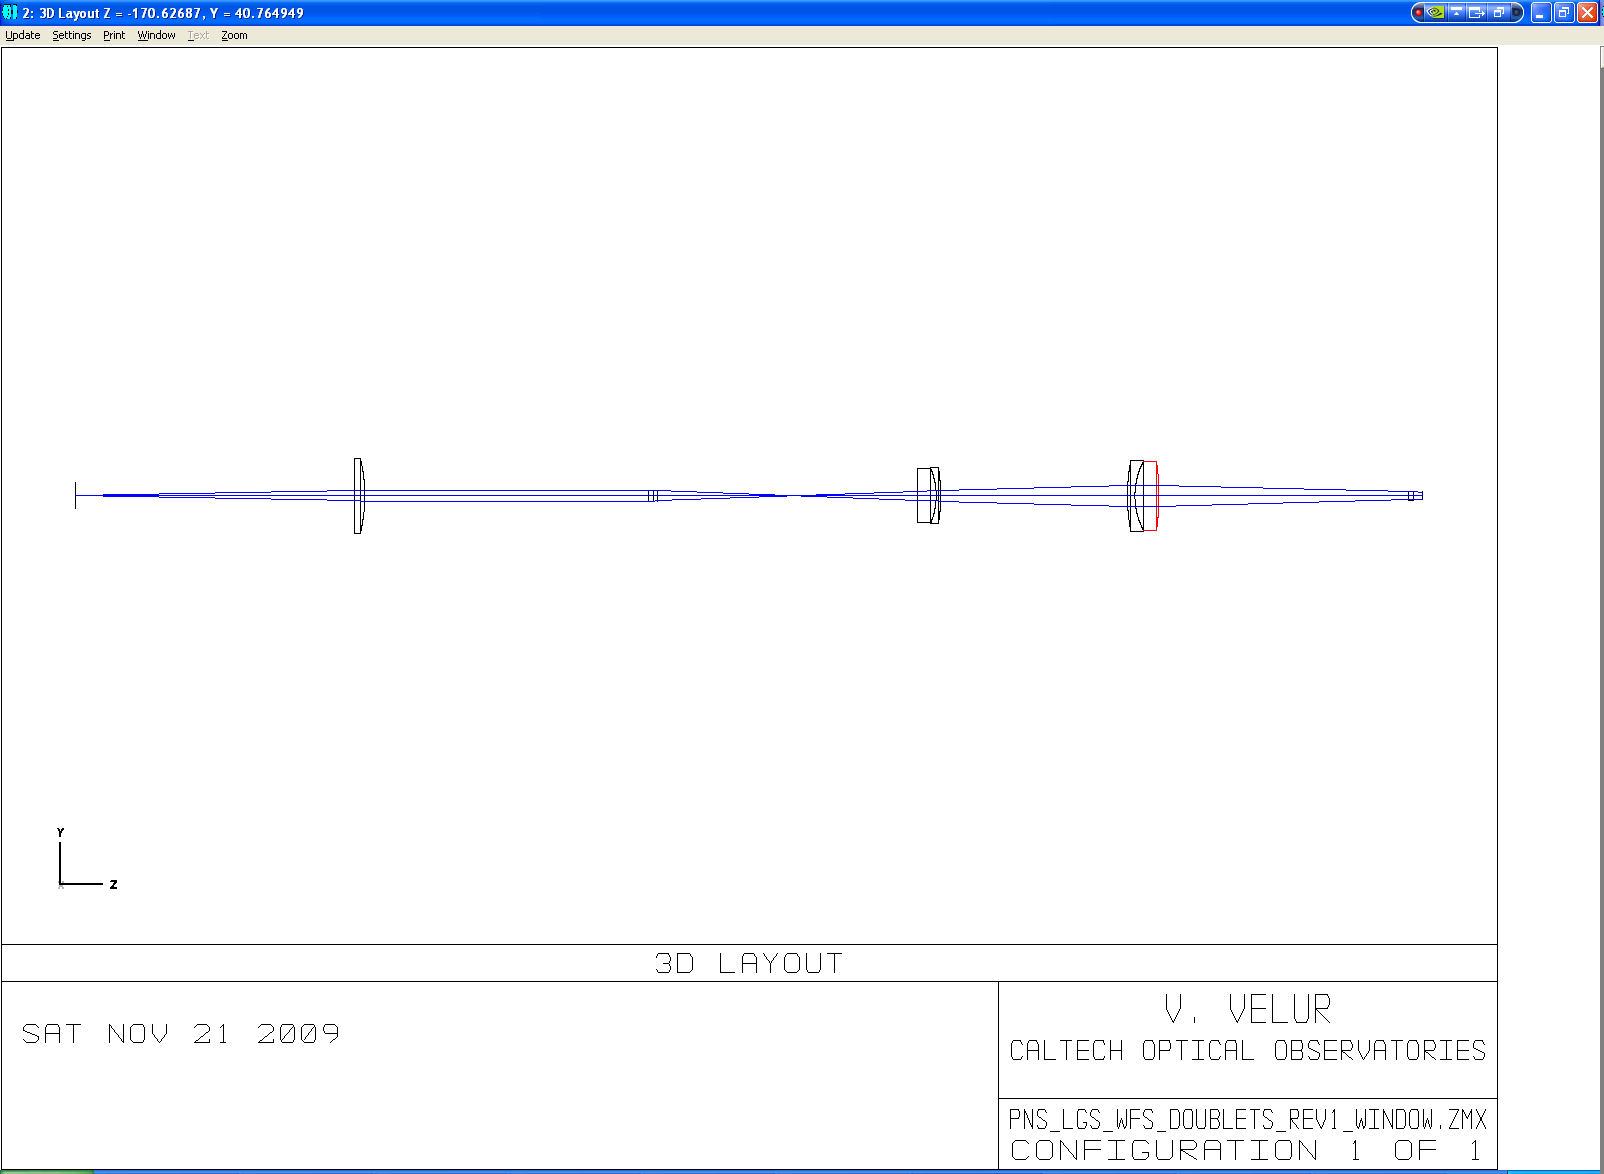 2: 3D Layout Z = -170.62687, Y = 40.764949
Update Settings Print Window Text Zoom
Y
Z
3D LAYOUT
SAT NOV 21 2009
V. VELUR
CALTECH OPTICAL OBSERVATORIES
PNS_LGS_WFS_DOUBLETS_REV1_WINDOW.ZMX
CONFIGURATION 1 OF 1